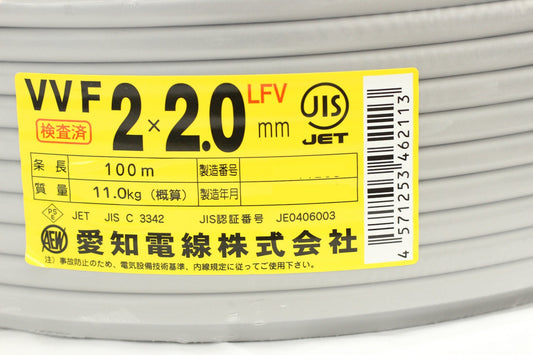 VVF 2×2.0 mm LFV
検査済
JIS
JET
条長 100m 製造番号
質量 11.0kg (概算) 製造年月
PS E JET JIS C 3342 JIS認証番号 JE0406003
AEW 愛知電線株式会社
注) 事故防止のため、電気設備技術基準、内線規定に従ってご使用下さい。
4 571253 462113